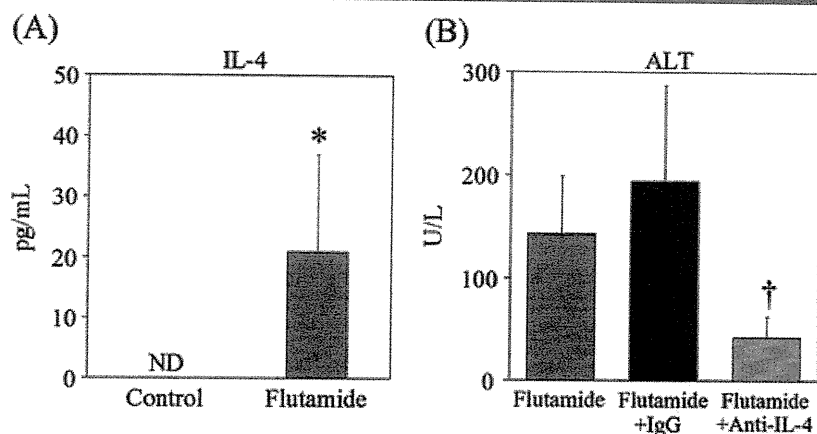 (A)
IL-4
50
40
30
20
10
0
pg/mL
*
ND
Control
Flutamide
(B)
ALT
300
200
100
0
U/L
†
Flutamide
Flutamide
+IgG
Flutamide
+Anti-IL-4